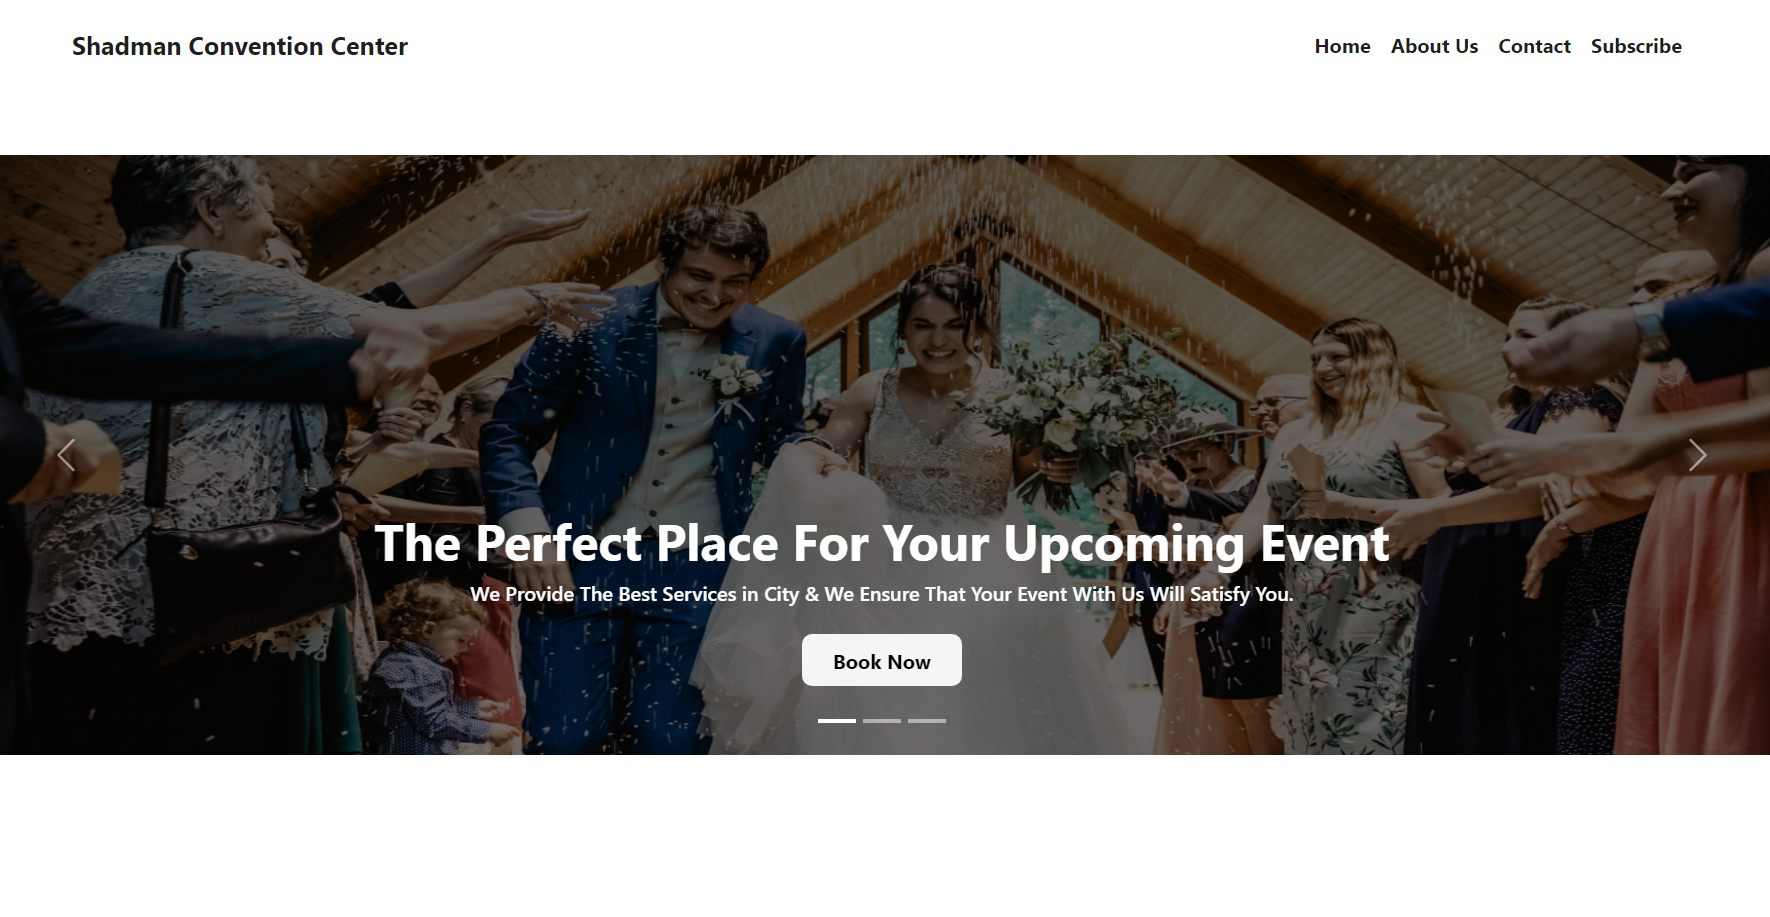 Shadman Convention Center
Home About Us Contact Subscribe
The Perfect Place For Your Upcoming Event
We Provide The Best Services in City & We Ensure That Your Event With Us Will Satisfy You.
Book Now